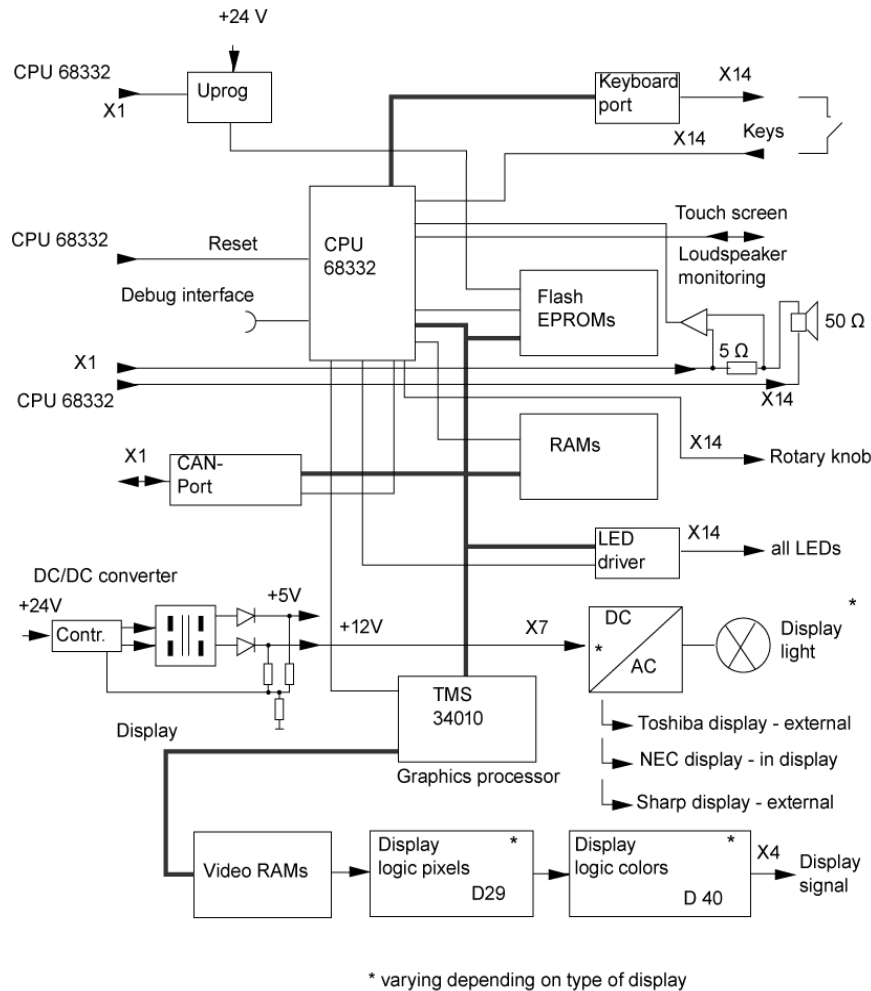 +24 V
CPU 68332
X1
Uprog
Keyboard
port
X14
Keys
X14
CPU 68332
Reset
CPU
68332
Touch screen
Loudspeaker
monitoring
Debug interface
Flash
EPROMs
50 Ω
5 Ω
X1
CPU 68332
X14
X1
CAN-
Port
RAMs
X14
Rotary knob
LED
driver
X14
all LEDs
DC/DC converter
+24V
Contr.
+5V
+12V
X7
DC
*
AC
Display
light
*
TMS
34010
Graphics processor
Display
Toshiba display - external
NEC display - in display
Sharp display - external
Video RAMs
Display
logic pixels
*
D29
Display
logic colors
*
D 40
X4
Display
signal
* varying depending on type of display